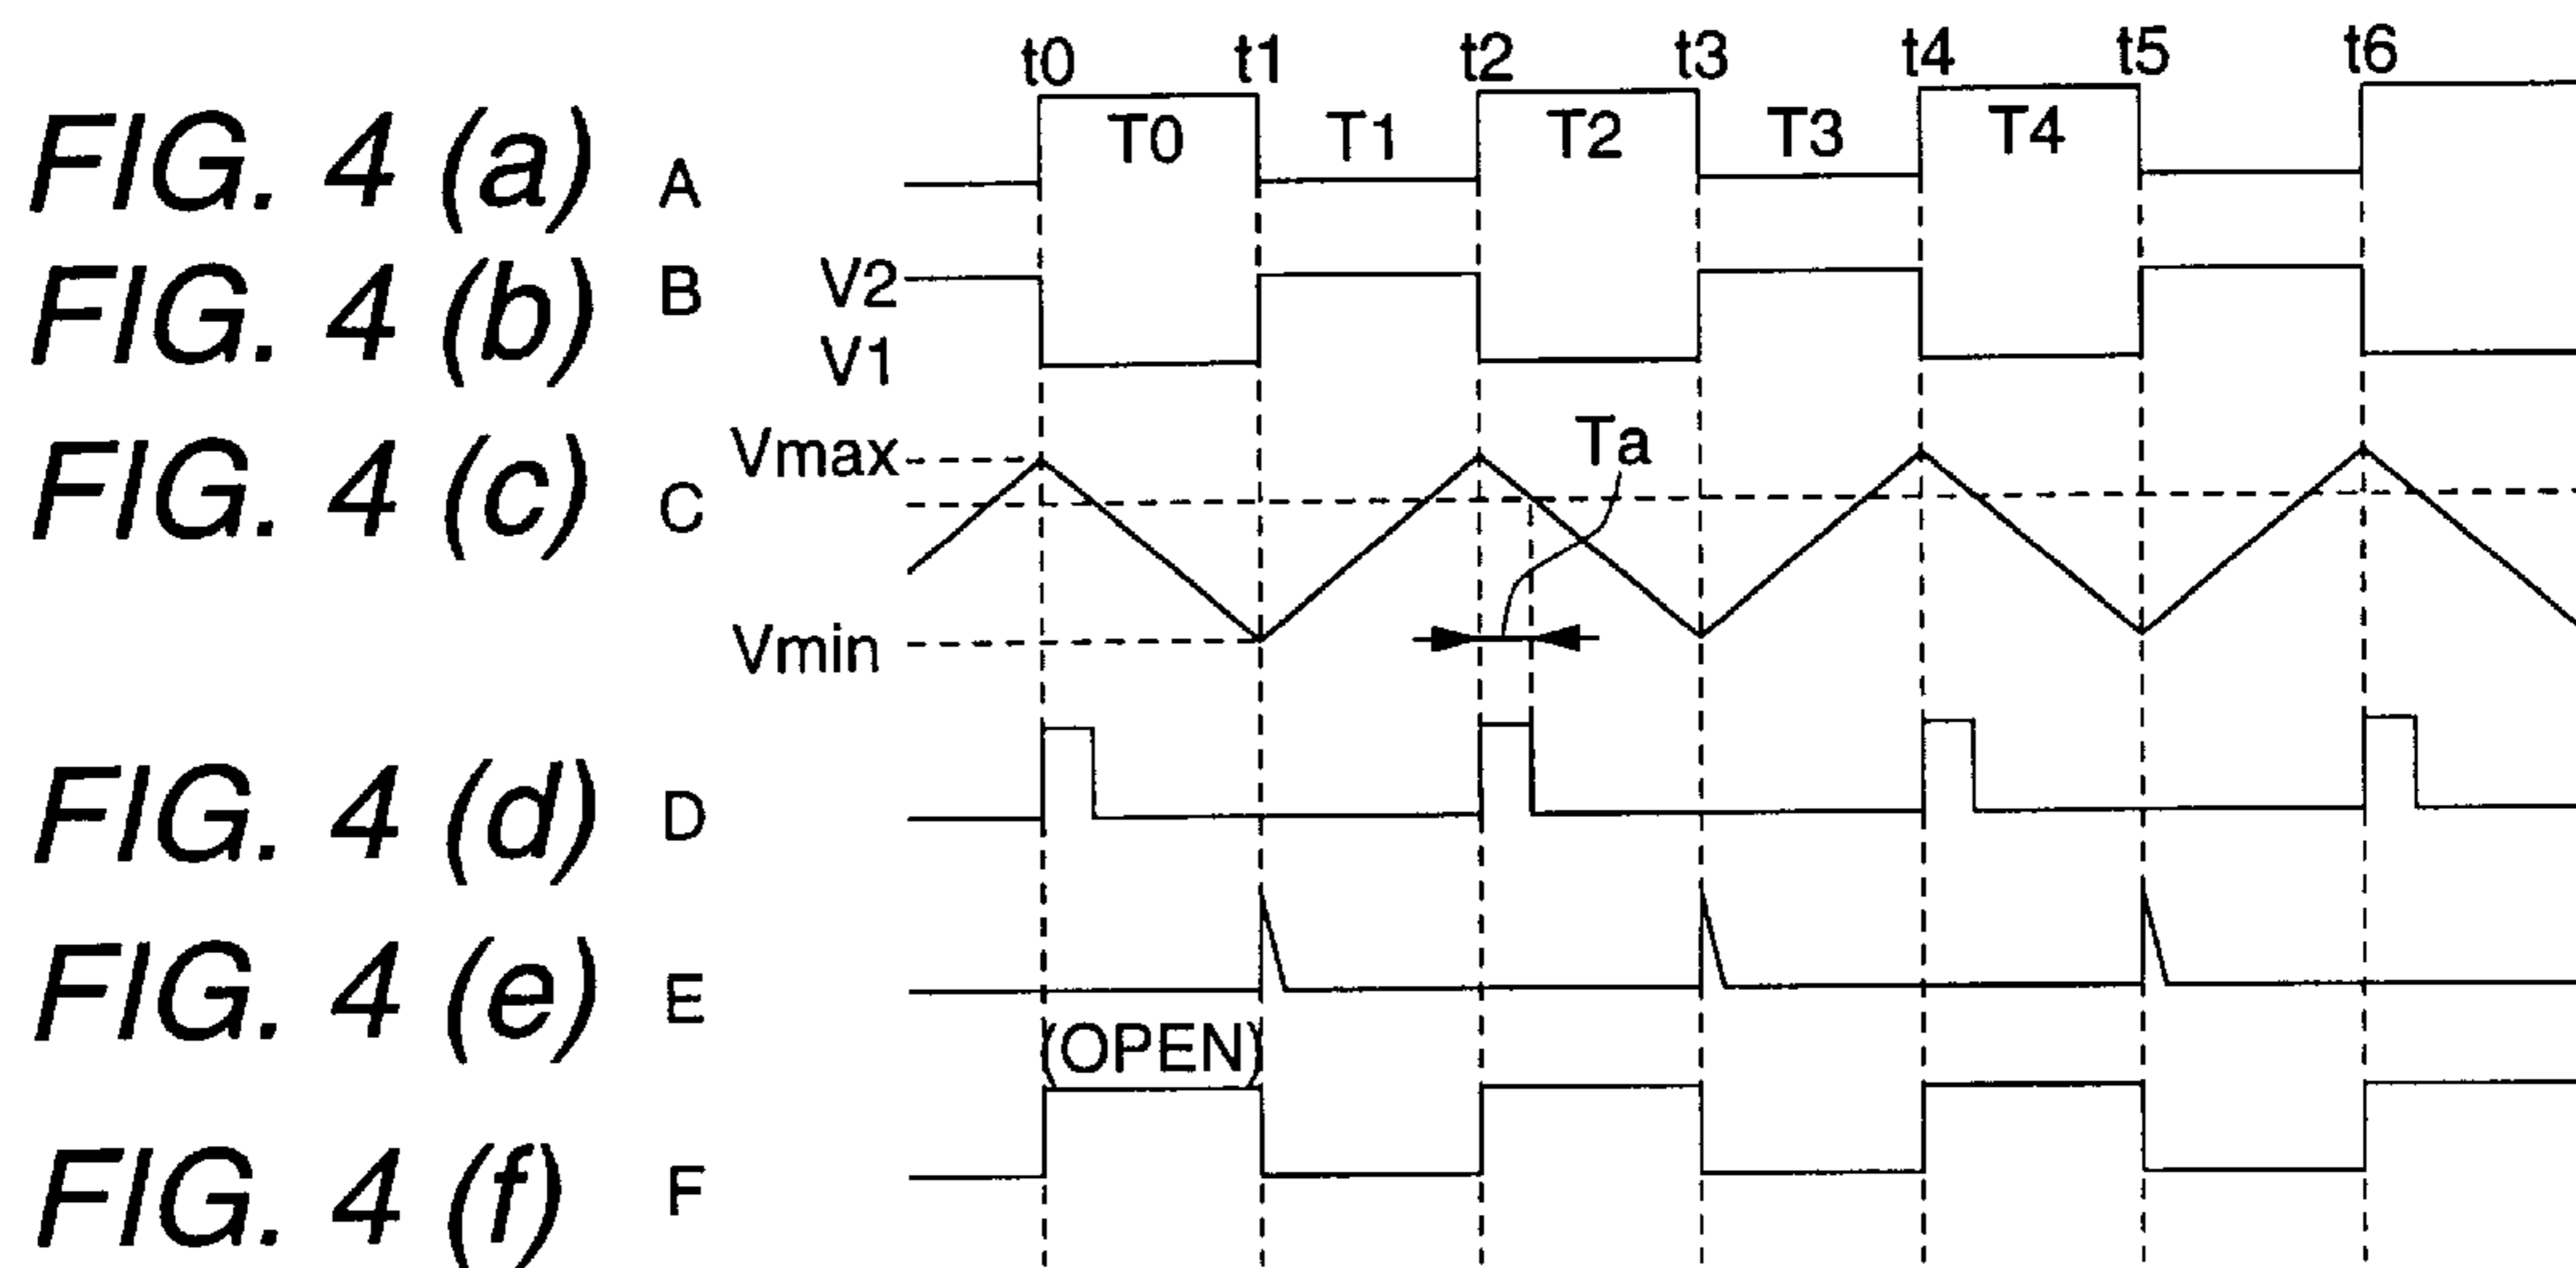 t0 t1 t2 t3 t4 t5 t6
FIG. 4 (a) A T0 T1 T2 T3 T4
FIG. 4 (b) B V2
V1
FIG. 4 (c) C Vmax Ta
Vmin
FIG. 4 (d) D
FIG. 4 (e) E
(OPEN)
FIG. 4 (f) F